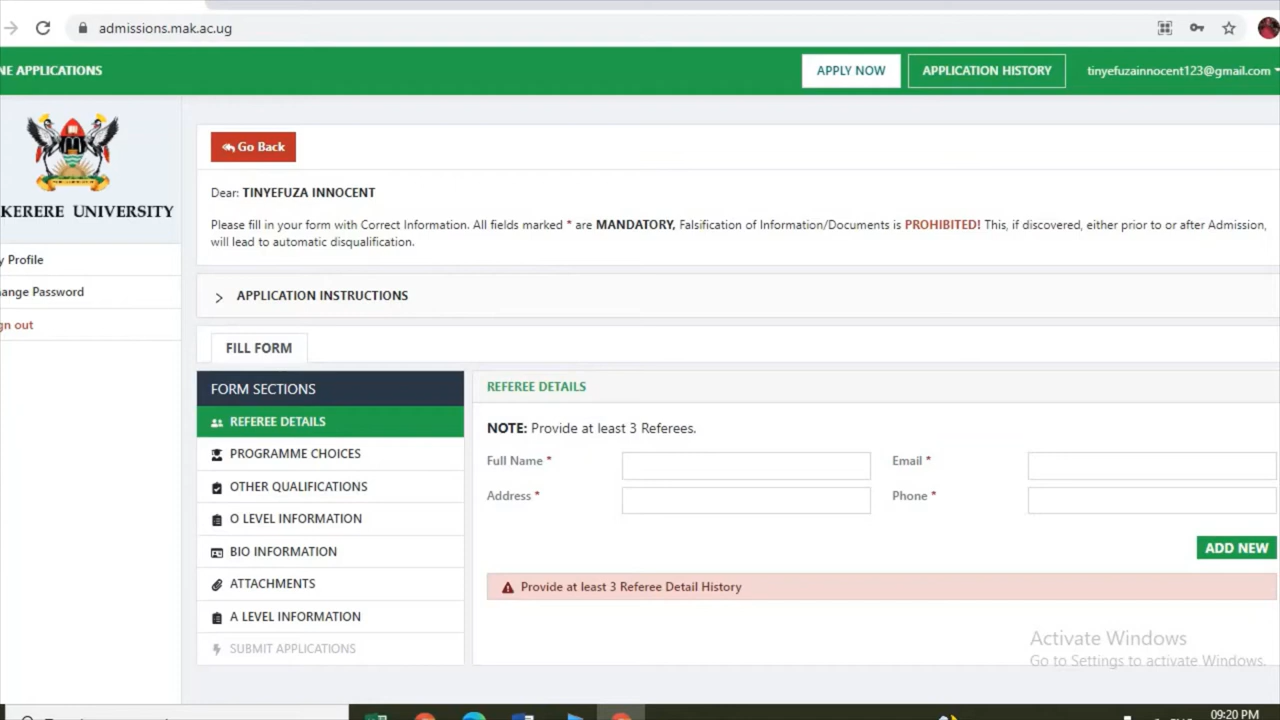 admissions.mak.ac.ug
NE APPLICATIONS
APPLY NOW
APPLICATION HISTORY
tinyefuzainnocent123@gmail.com
KERERE UNIVERSITY
y Profile
ange Password
gn out
Go Back
Dear: TINYEFUZA INNOCENT
Please fill in your form with Correct Information. All fields marked * are MANDATORY, Falsification of Information/Documents is PROHIBITED! This, if discovered, either prior to or after Admission,
will lead to automatic disqualification.
APPLICATION INSTRUCTIONS
FILL FORM
FORM SECTIONS
REFEREE DETAILS
PROGRAMME CHOICES
OTHER QUALIFICATIONS
O LEVEL INFORMATION
BIO INFORMATION
ATTACHMENTS
A LEVEL INFORMATION
SUBMIT APPLICATIONS
REFEREE DETAILS
NOTE: Provide at least 3 Referees.
Full Name *
Email *
Address *
Phone *
ADD NEW
Provide at least 3 Referee Detail History
Activate Windows
Go to Settings to activate Windows.
09:20 PM